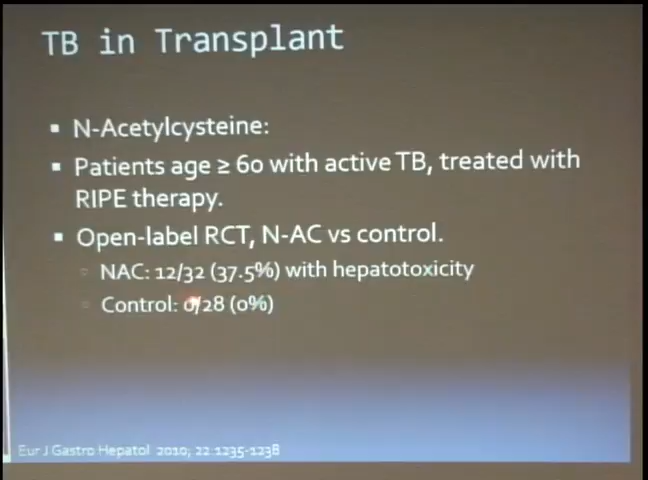 TB in Transplant
N-Acetylcysteine:
Patients age ≥ 60 with active TB, treated with
RIPE therapy.
Open-label RCT, N-AC vs control.
NAC: 12/32 (37.5%) with hepatotoxicity
Control: 0/28 (0%)
Eur J Gastro Hepatol 2010; 22:1235-1238